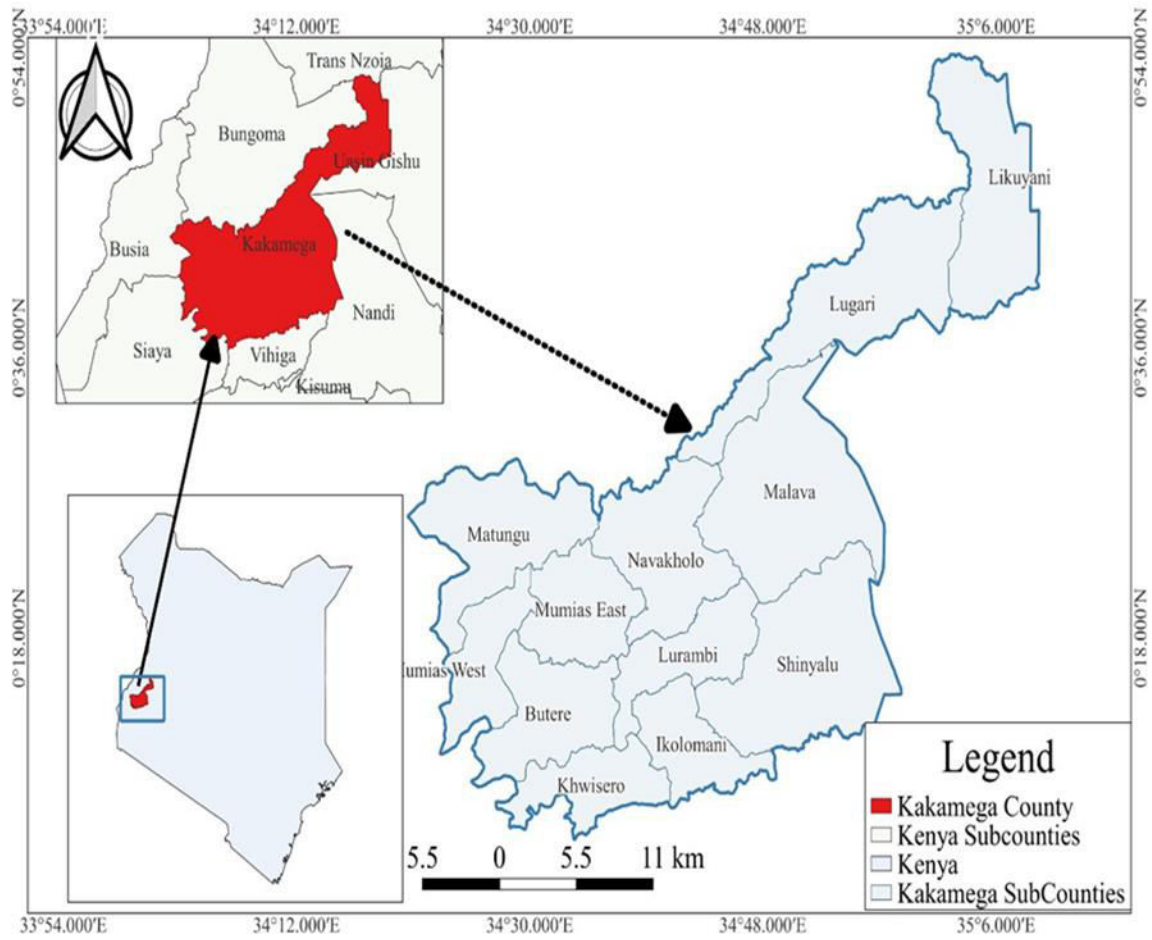 33°54.000'E 34°12.000'E 34°30.000'E 34°48.000'E 35°6.000'E
0°54.000'N
0°54.000'N
Trans Nzoia
Bungoma
Uasin Gishu
Likuyani
Busia
Kakamega
Lugari
Nandi
0°36.000'N
0°36.000'N
Siaya
Vihiga
Kisumu
Malava
Matungu
Navakholo
Mumias East
0°18.000'N
0°18.000'N
Lurambi
Shinyalu
umias West
Butere
Ikolomani
Khwisero
Legend
Kakamega County
Kenya Subcounties
Kenya
Kakamega SubCounties
5.5 0 5.5 11 km
33°54.000'E 34°12.000'E 34°30.000'E 34°48.000'E 35°6.000'E